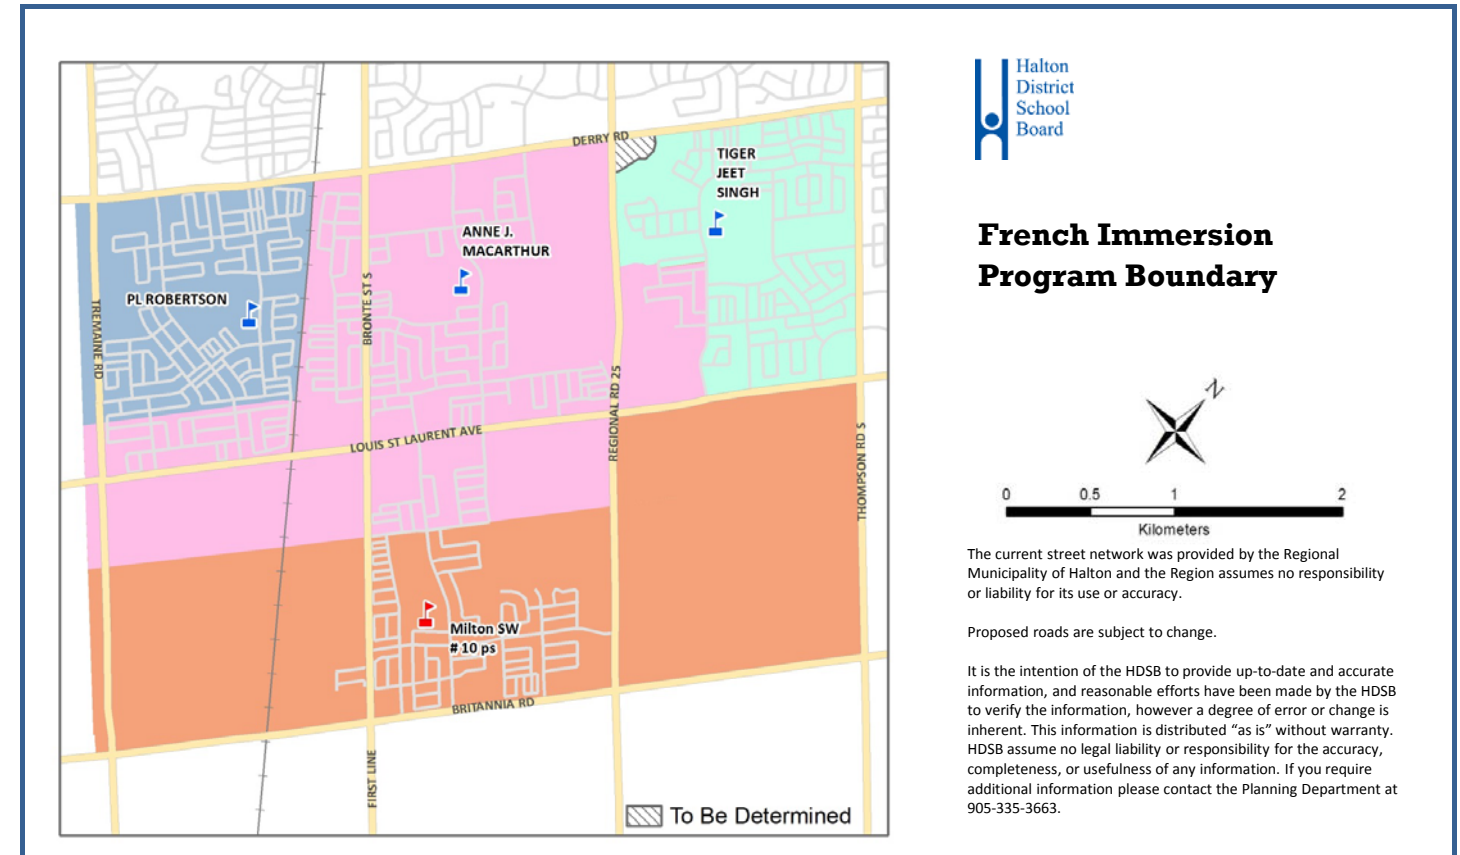 Halton
District
School
Board
French Immersion
Program Boundary
DERRY RD
TIGER
JEET
SINGH
ANNE J.
MACARTHUR
PL ROBERTSON
TREMAINE RD
BRONTE ST S
REGIONAL RD 25
LOUIS ST LAURENT AVE
THOMPSON RD S
Milton SW
# 10 ps
BRITANNIA RD
FIRST LINE
To Be Determined
N
0 0.5 1 2
Kilometers
The current street network was provided by the Regional
Municipality of Halton and the Region assumes no responsibility
or liability for its use or accuracy.
Proposed roads are subject to change.
It is the intention of the HDSB to provide up-to-date and accurate
information, and reasonable efforts have been made by the HDSB
to verify the information, however a degree of error or change is
inherent. This information is distributed “as is” without warranty.
HDSB assume no legal liability or responsibility for the accuracy,
completeness, or usefulness of any information. If you require
additional information please contact the Planning Department at
905-335-3663.